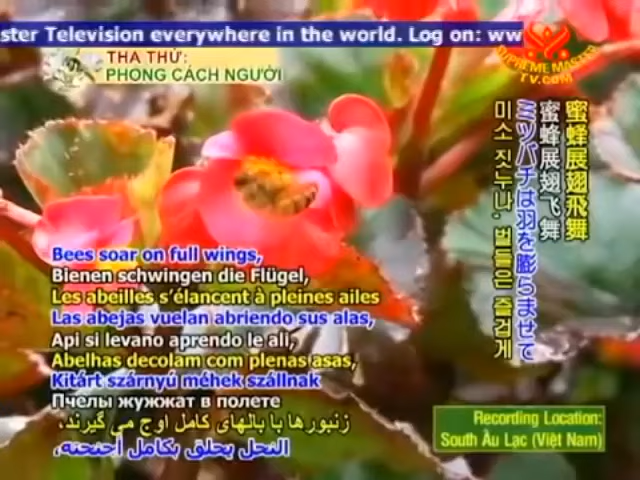 ster Television everywhere in the world. Log on: ww
SUPREME MASTER
TV.COM
THA THỨ:
PHONG CÁCH NGƯỜI
蜜蜂展翅飛舞
蜜蜂展翅飞舞
ミツバチは羽を膨らませて
미소 짓누나, 벌들은 즐겁게
Bees soar on full wings,
Bienen schwingen die Flügel,
Les abeilles s'élancent à pleines ailes
Las abejas vuelan abriendo sus alas,
Api si levano aprendo le ali,
Abelhas decolam com plenas asas,
Kitárt szárnyú méhek szállnak
Пчелы жужжат в полете
زنبورها با بالهای کامل اوج می گیرند،
النحل يحلق بكامل أجنحته،
Recording Location:
South Âu Lạc (Việt Nam)